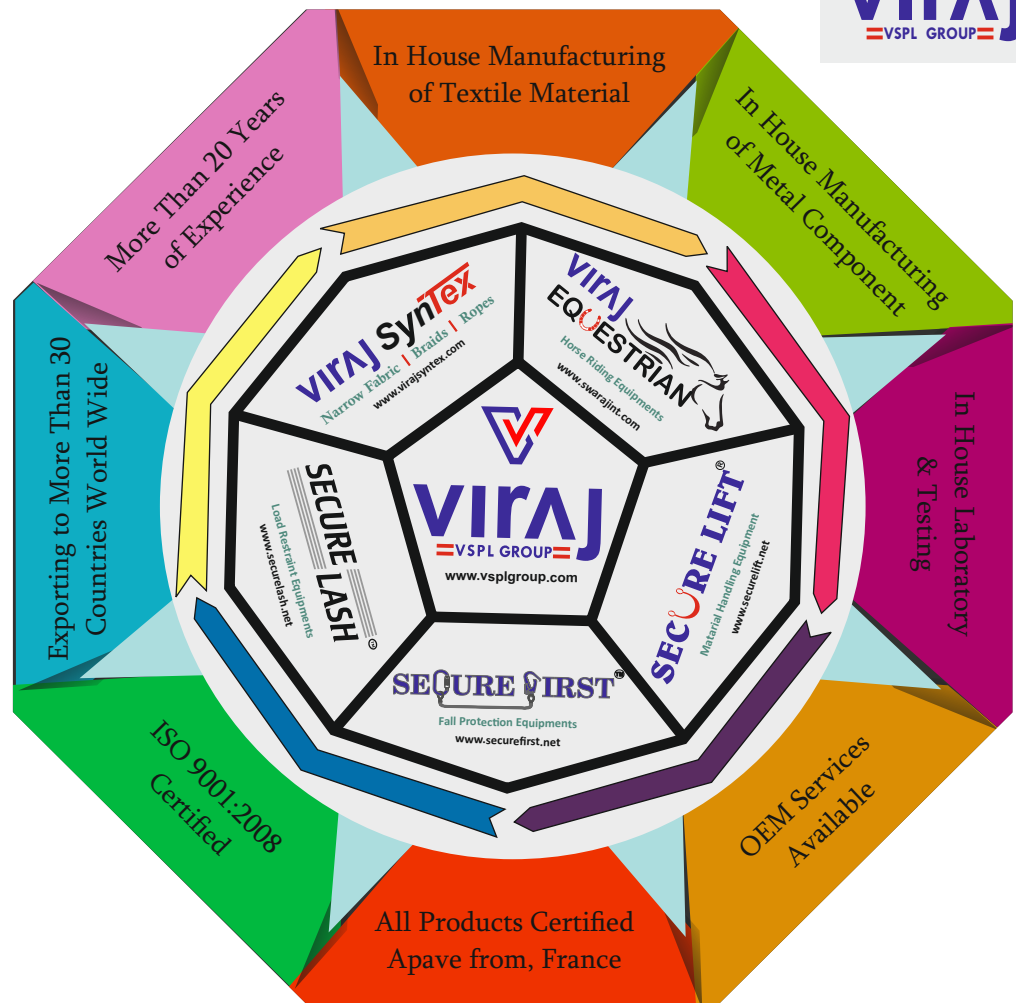 VIRAJ
VSPL GROUP
In House Manufacturing
of Textile Material
In House Manufacturing
of Metal Component
In House Laboratory
& Testing
OEM Services
Available
All Products Certified
Apave from, France
ISO 9001:2008
Certified
Exporting to More Than 30
Countries World Wide
More Than 20 Years
of Experience
VIRAJ SynTex
Narrow Fabric | Braids | Ropes
www.virajsyntex.com
VIRAJ
EQUESTRIAN
Horse Riding Equipments
www.swarajint.com
SECURE LIFT®
Matarial Handling Equipment
www.securelift.net
SECURE FIRST™
Fall Protection Equipments
www.securefirst.net
SECURE LASH
Load Restraint Equipments
www.securelash.net
VIRAJ
VSPL GROUP
www.vsplgroup.com